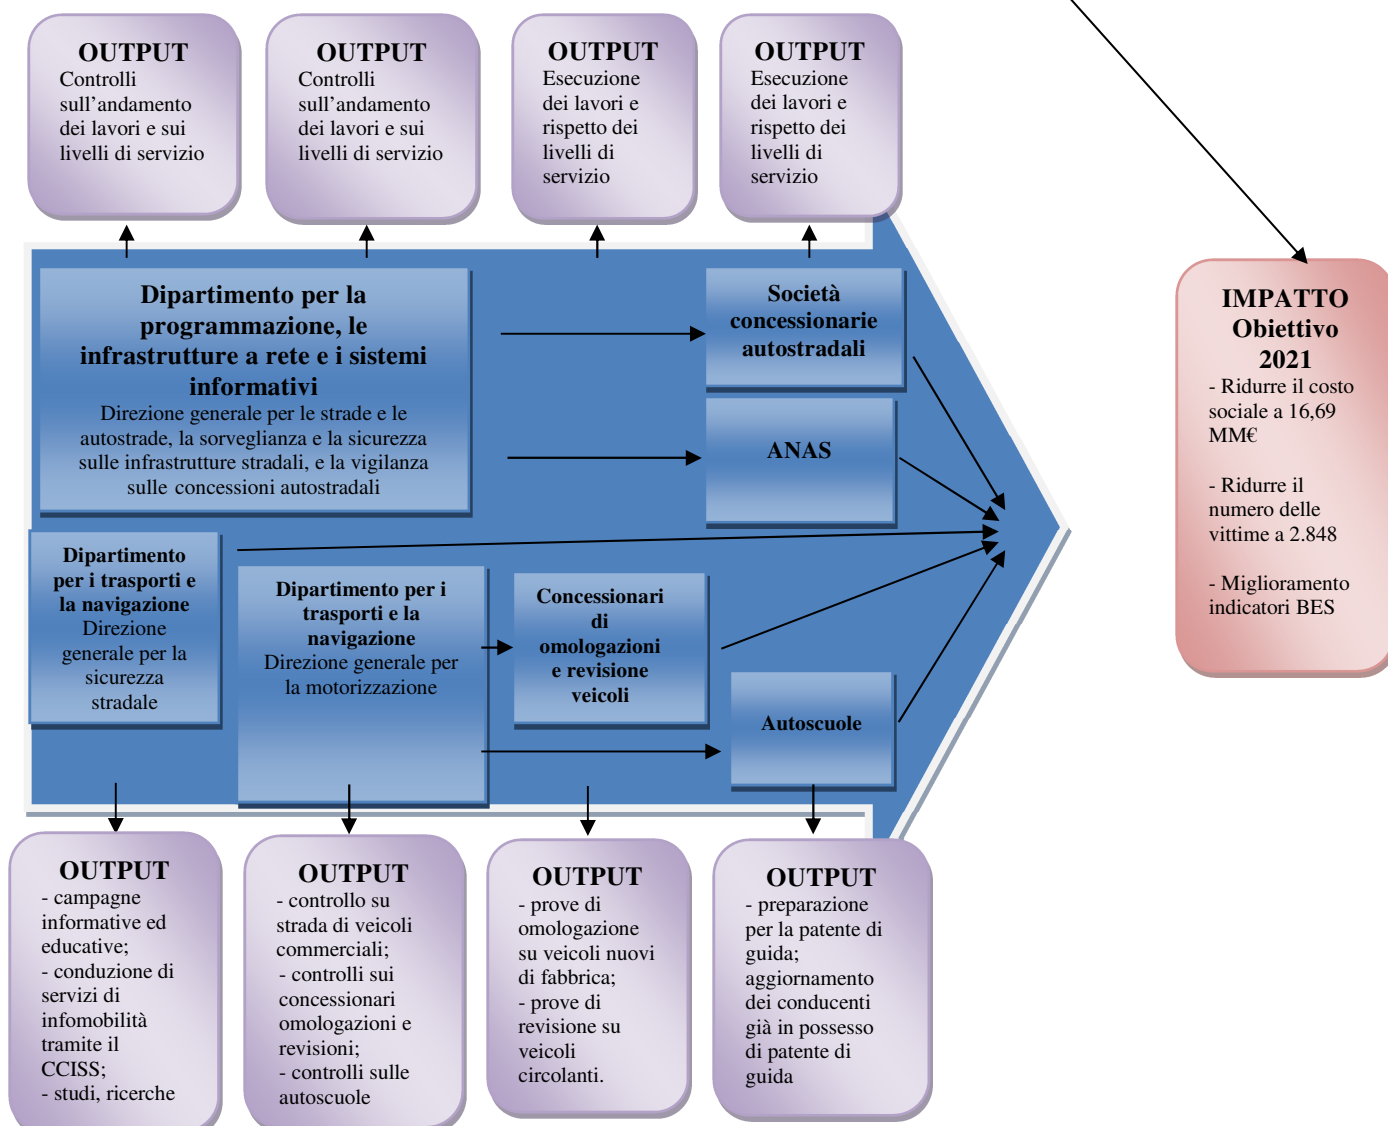 OUTPUT
Controlli
sull’andamento
dei lavori e sui
livelli di servizio
OUTPUT
Controlli
sull’andamento
dei lavori e sui
livelli di servizio
OUTPUT
Esecuzione
dei lavori e
rispetto dei
livelli di
servizio
OUTPUT
Esecuzione
dei lavori e
rispetto dei
livelli di
servizio
Dipartimento per la
programmazione, le
infrastrutture a rete e i sistemi
informativi
Direzione generale per le strade e le
autostrade, la sorveglianza e la sicurezza
sulle infrastrutture stradali, e la vigilanza
sulle concessioni autostradali
Società
concessionarie
autostradali
ANAS
Dipartimento
per i trasporti e
la navigazione
Direzione
generale per la
sicurezza
stradale
Dipartimento per i
trasporti e la
navigazione
Direzione generale per
la motorizzazione
Concessionari
di
omologazioni
e revisione
veicoli
Autoscuole
IMPATTO
Obiettivo
2021
- Ridurre il costo
sociale a 16,69
MM€
- Ridurre il
numero delle
vittime a 2.848
- Miglioramento
indicatori BES
OUTPUT
- campagne
informative ed
educative;
- conduzione di
servizi di
infomobilità
tramite il
CCISS;
- studi, ricerche
OUTPUT
- controllo su
strada di veicoli
commerciali;
- controlli sui
concessionari
omologazioni e
revisioni;
- controlli sulle
autoscuole
OUTPUT
- prove di
omologazione
su veicoli nuovi
di fabbrica;
- prove di
revisione su
veicoli
circolanti.
OUTPUT
- preparazione
per la patente di
guida;
aggiornamento
dei conducenti
già in possesso
di patente di
guida